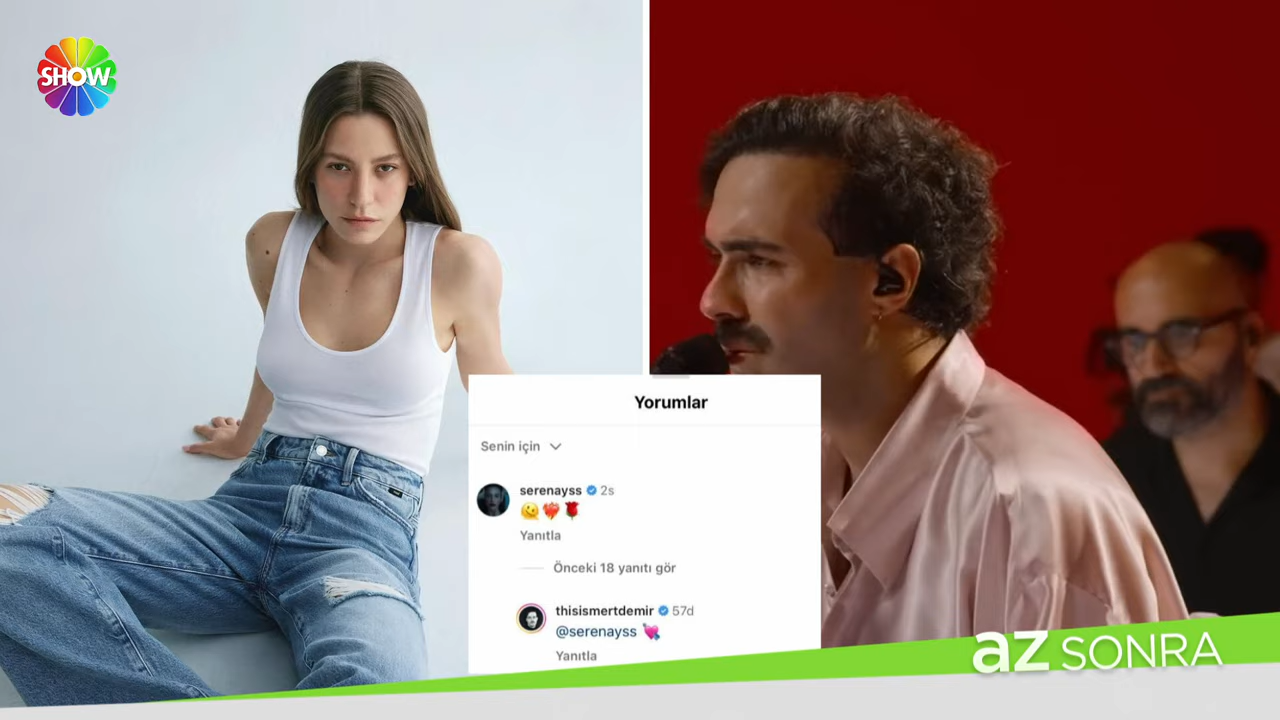 SHOW
Yorumlar
Senin için
serenayss 2s
🫠❤️‍🔥🌹
Yanıtla
Önceki 18 yanıtı gör
thisismertdemir 57d
@serenayss 💘
Yanıtla
az SONRA